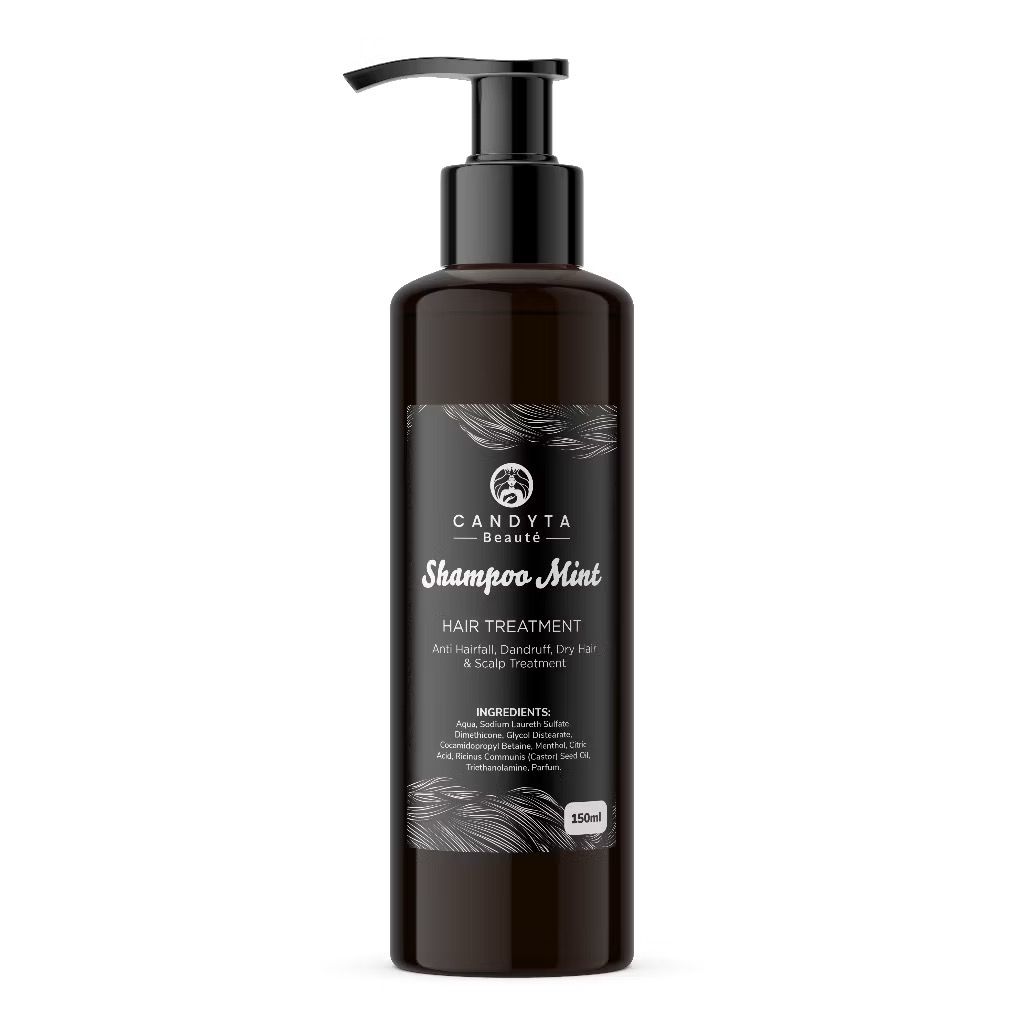 CANDYTA
Beauté
Shampoo Mint
HAIR TREATMENT
Anti Hairfall, Dandruff, Dry Hair
& Scalp Treatment
INGREDIENTS:
Aqua, Sodium Laureth Sulfate,
Dimethicone, Glycol Distearate,
Cocamidopropyl Betaine, Menthol, Citric
Acid, Ricinus Communis (Castor) Seed Oil,
Triethanolamine, Parfum.
150ml